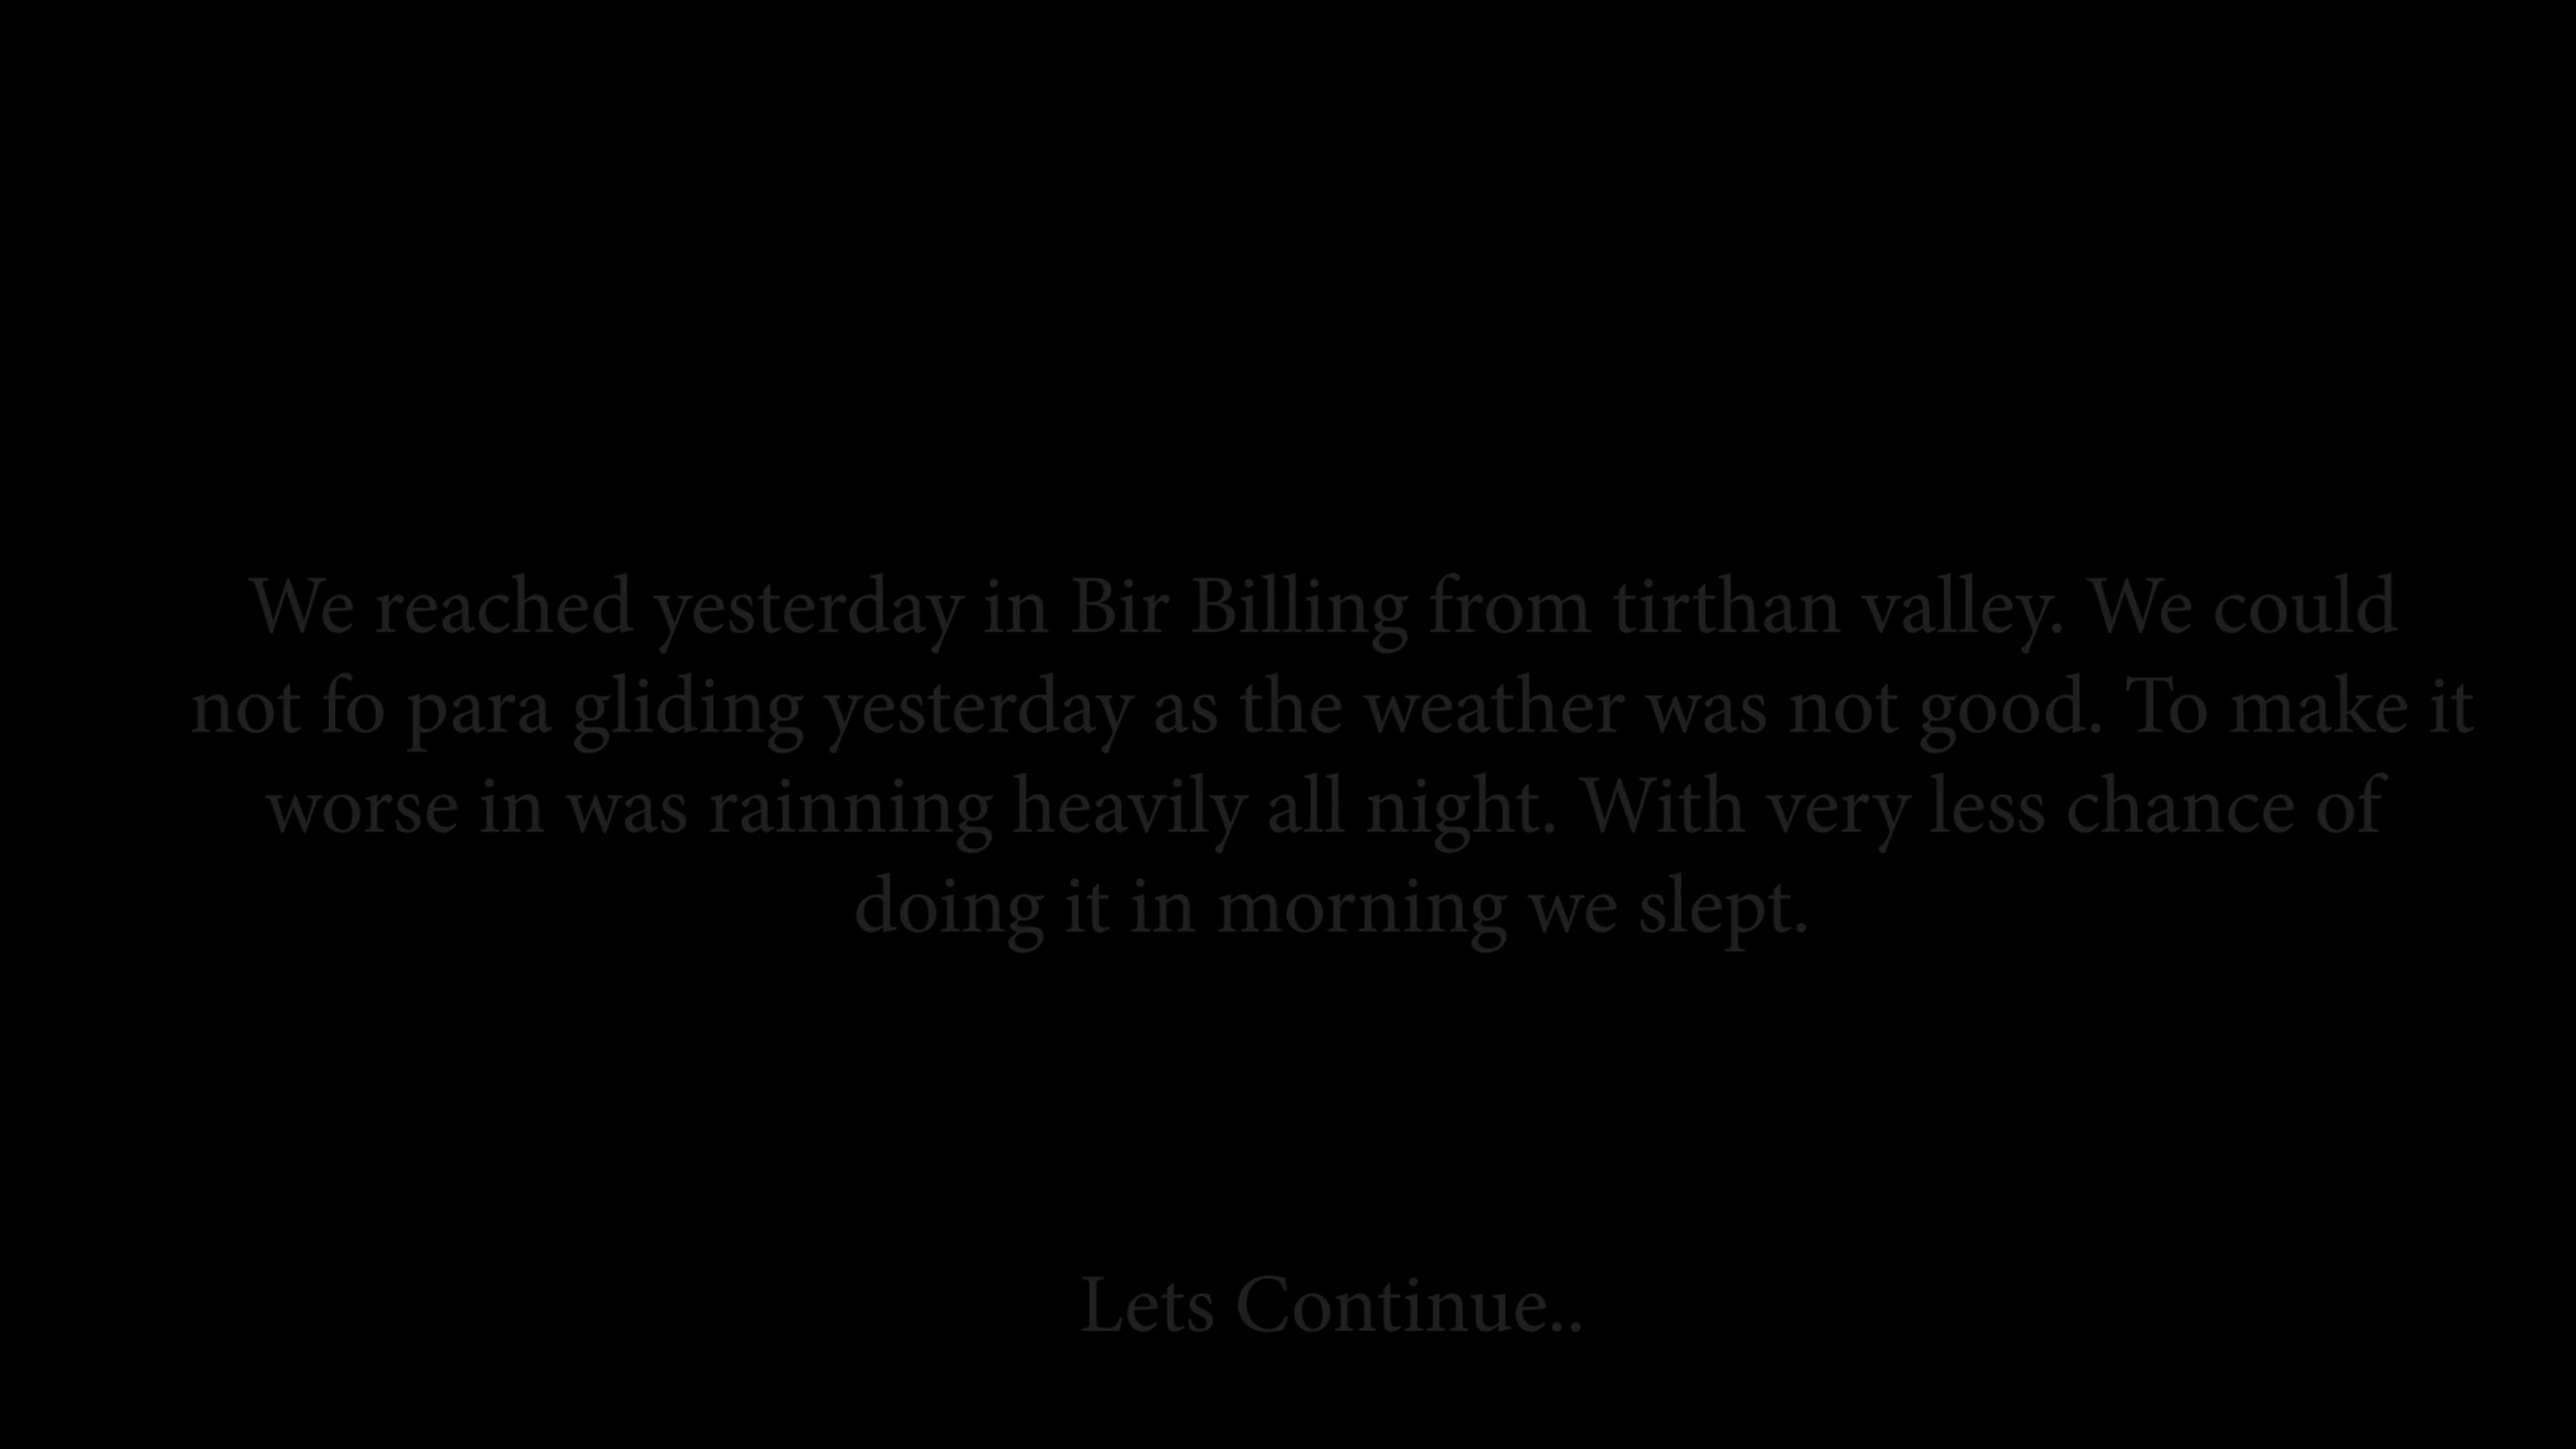 We reached yesterday in Bir Billing from tirthan valley. We could
not fo para gliding yesterday as the weather was not good. To make it
worse in was rainning heavily all night. With very less chance of
doing it in morning we slept.
Lets Continue..